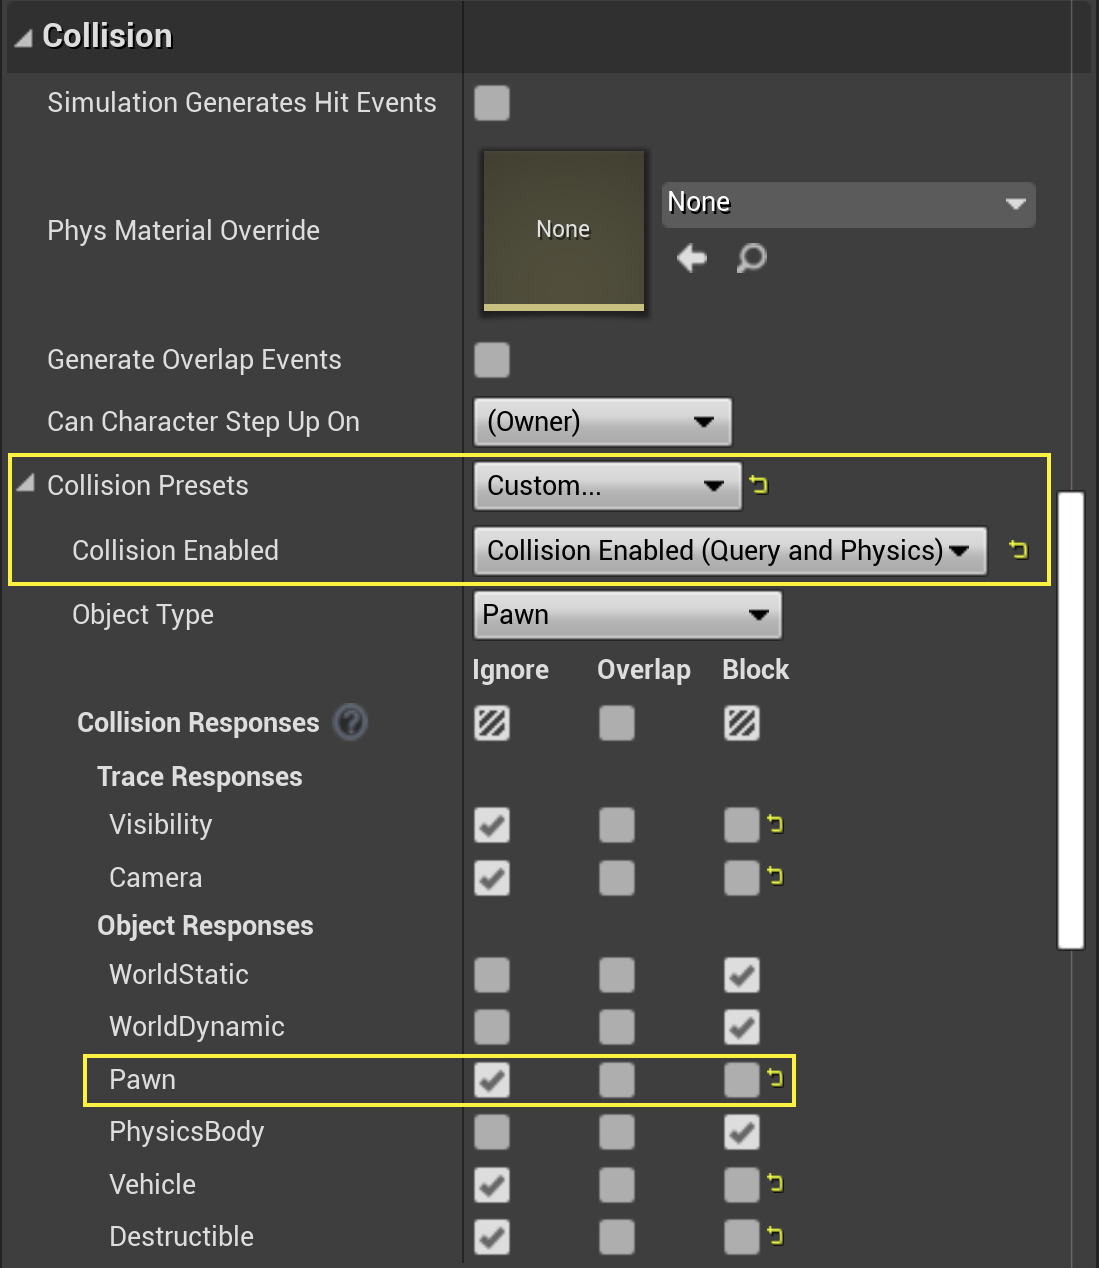 Collision
Simulation Generates Hit Events
Phys Material Override
None
None
Generate Overlap Events
Can Character Step Up On
(Owner)
Collision Presets
Custom...
Collision Enabled
Collision Enabled (Query and Physics)
Object Type
Pawn
Ignore Overlap Block
Collision Responses ?
Trace Responses
Visibility
Camera
Object Responses
WorldStatic
WorldDynamic
Pawn
PhysicsBody
Vehicle
Destructible